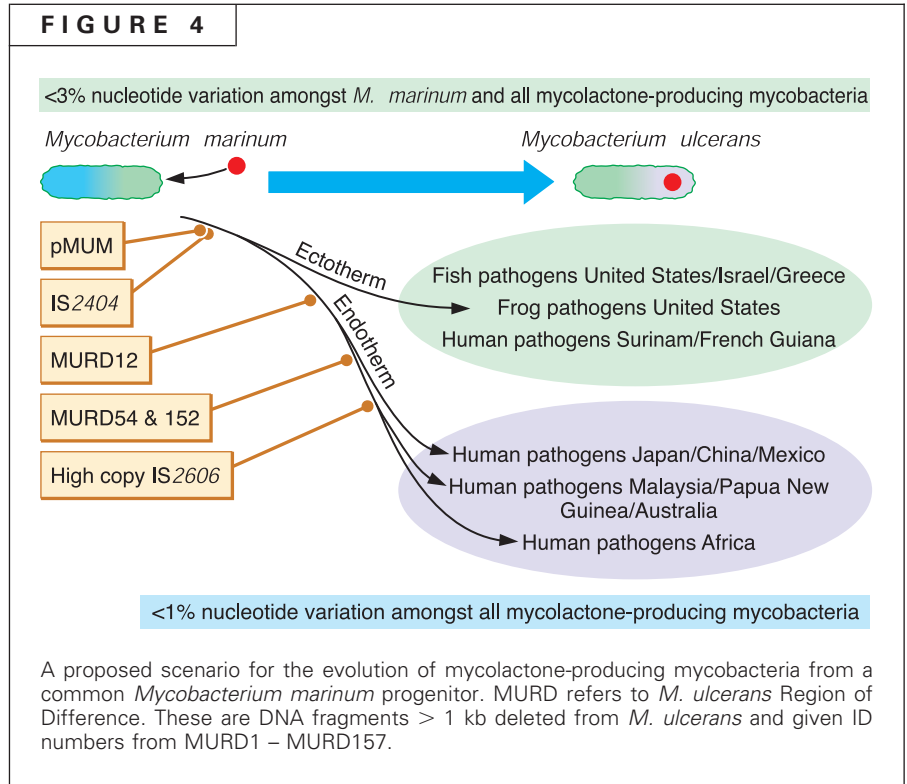 FIGURE 4
<3% nucleotide variation amongst M. marinum and all mycolactone-producing mycobacteria
Mycobacterium marinum
Mycobacterium ulcerans
pMUM
IS2404
MURD12
MURD54 & 152
High copy IS2606
Ectotherm
Endotherm
Fish pathogens United States/Israel/Greece
Frog pathogens United States
Human pathogens Surinam/French Guiana
Human pathogens Japan/China/Mexico
Human pathogens Malaysia/Papua New
Guinea/Australia
Human pathogens Africa
<1% nucleotide variation amongst all mycolactone-producing mycobacteria
A proposed scenario for the evolution of mycolactone-producing mycobacteria from a
common Mycobacterium marinum progenitor. MURD refers to M. ulcerans Region of
Difference. These are DNA fragments > 1 kb deleted from M. ulcerans and given ID
numbers from MURD1 – MURD157.